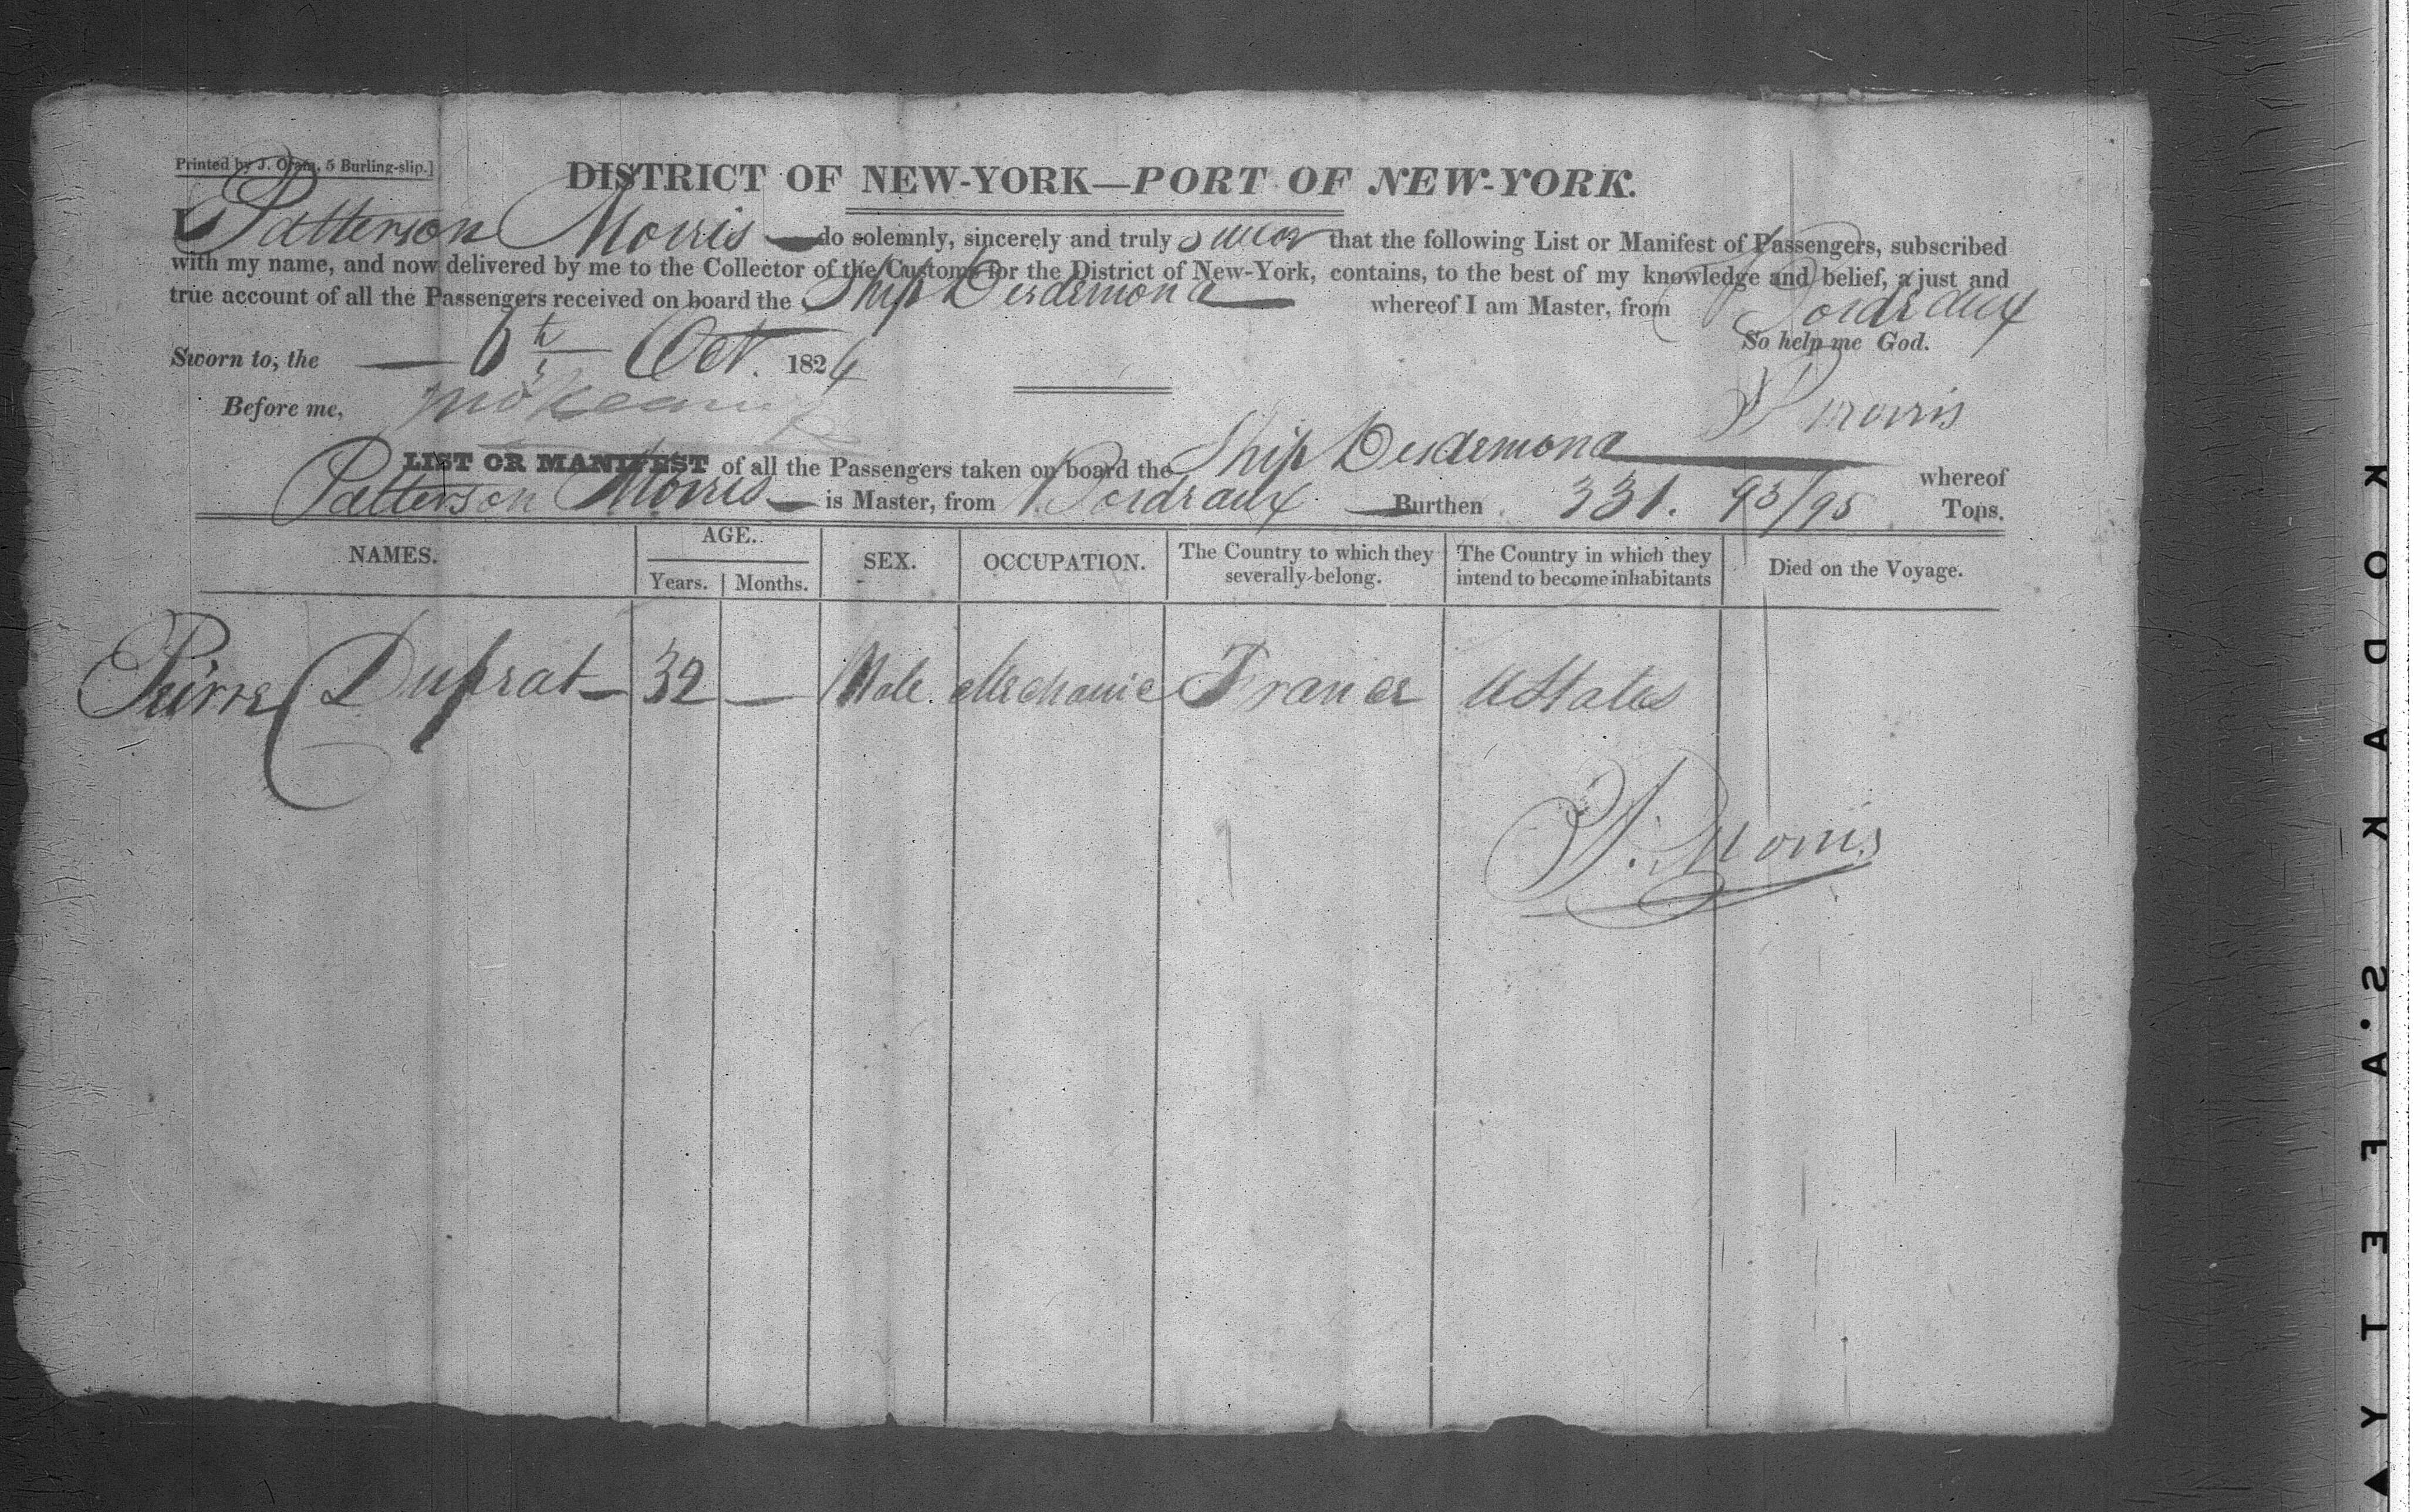 Printed by J. Oram, 5 Burling-slip.]
DISTRICT OF NEW-YORK—PORT OF NEW-YORK.
I Patterson Morris — do solemnly, sincerely and truly swear that the following List or Manifest of Passengers, subscribed
with my name, and now delivered by me to the Collector of the Customs for the District of New-York, contains, to the best of my knowledge and belief, a just and
true account of all the Passengers received on board the Ship Desdemona — whereof I am Master, from Bordeaux
So help me God.
Sworn to, the — 6th Oct. 1824
Before me,
P Morris
LIST OR MANIFEST of all the Passengers taken on board the Ship Desdemona — whereof
Patterson Morris — is Master, from Bordeaux — Burthen 331. 93/95 Tons.
NAMES. AGE. SEX. OCCUPATION. The Country to which they severally belong. The Country in which they intend to become inhabitants Died on the Voyage.
Years. Months.
Pierre Duprat — 32 — Male. Mechanic France UStates
P. Morris
KODAK S.AFETY